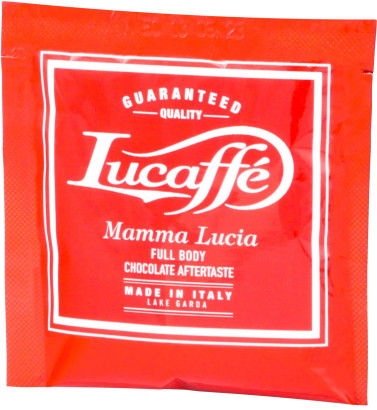 GUARANTEED
QUALITY
Lucaffé
Mamma Lucia
FULL BODY
CHOCOLATE AFTERTASTE
MADE IN ITALY
LAKE GARDA